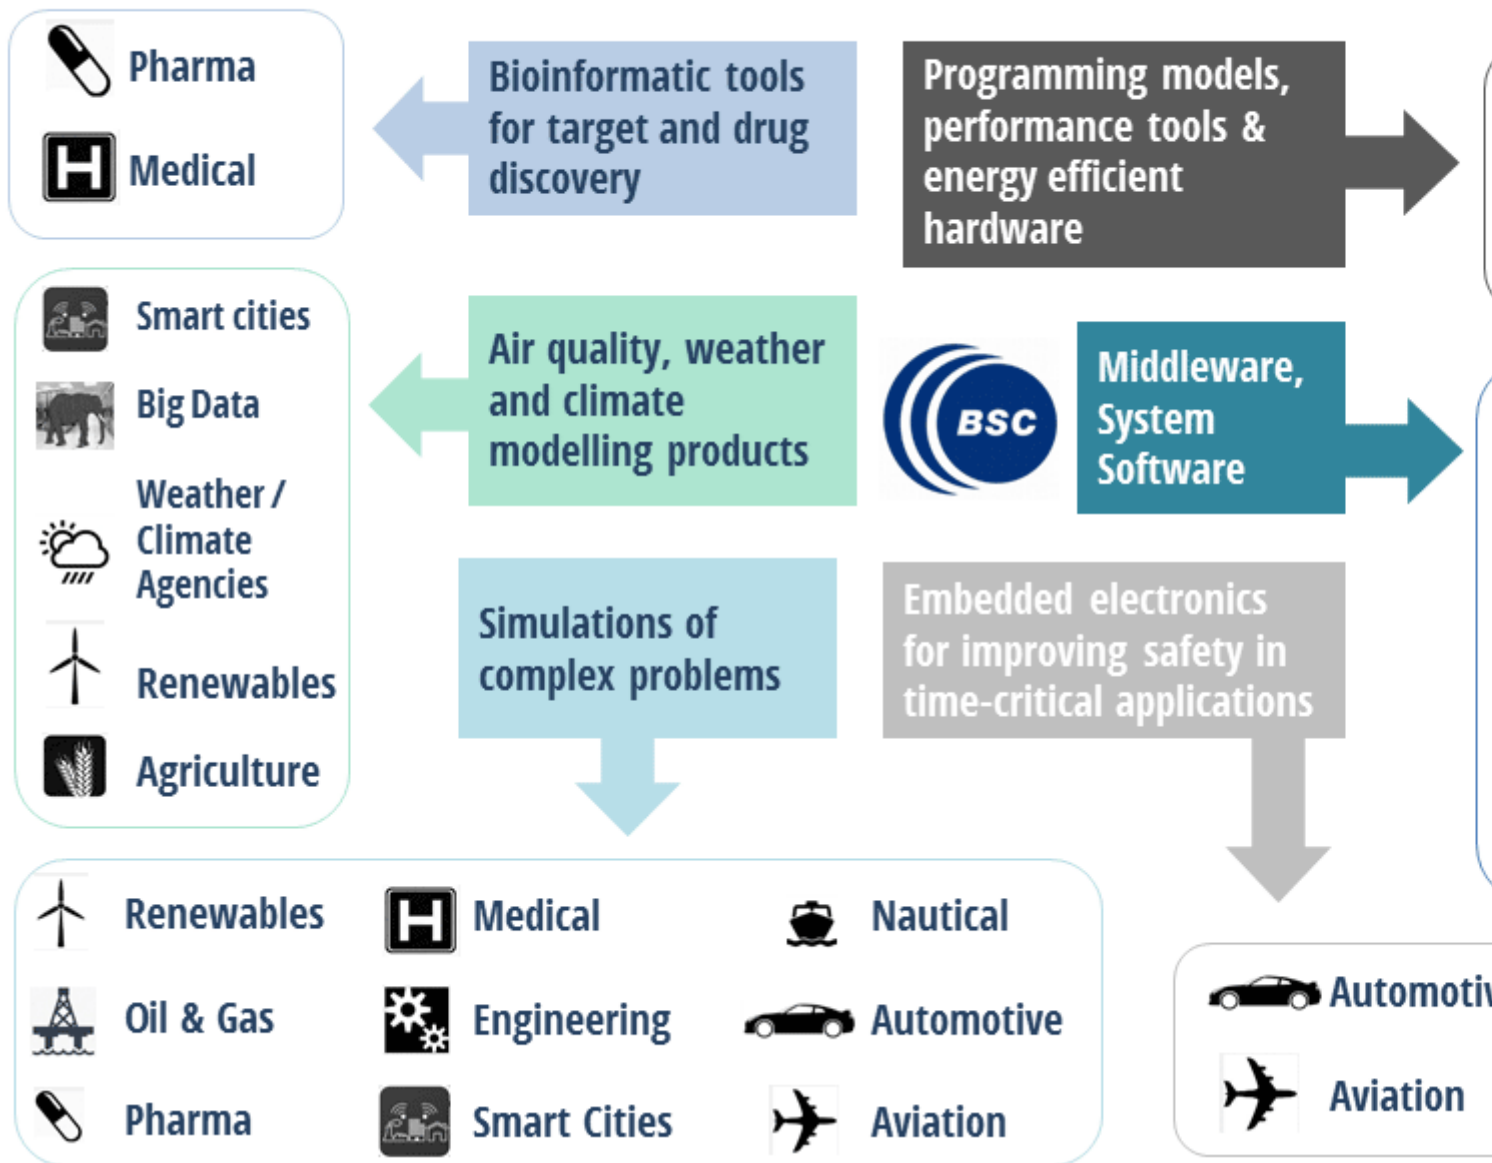 Pharma
Medical
Bioinformatic tools
for target and drug
discovery
Programming models,
performance tools &
energy efficient
hardware
Smart cities
Big Data
Weather /
Climate
Agencies
Renewables
Agriculture
Air quality, weather
and climate
modelling products
BSC
Middleware,
System
Software
Simulations of
complex problems
Embedded electronics
for improving safety in
time-critical applications
Renewables
Medical
Nautical
Oil & Gas
Engineering
Automotive
Pharma
Smart Cities
Aviation
Automotiv
Aviation